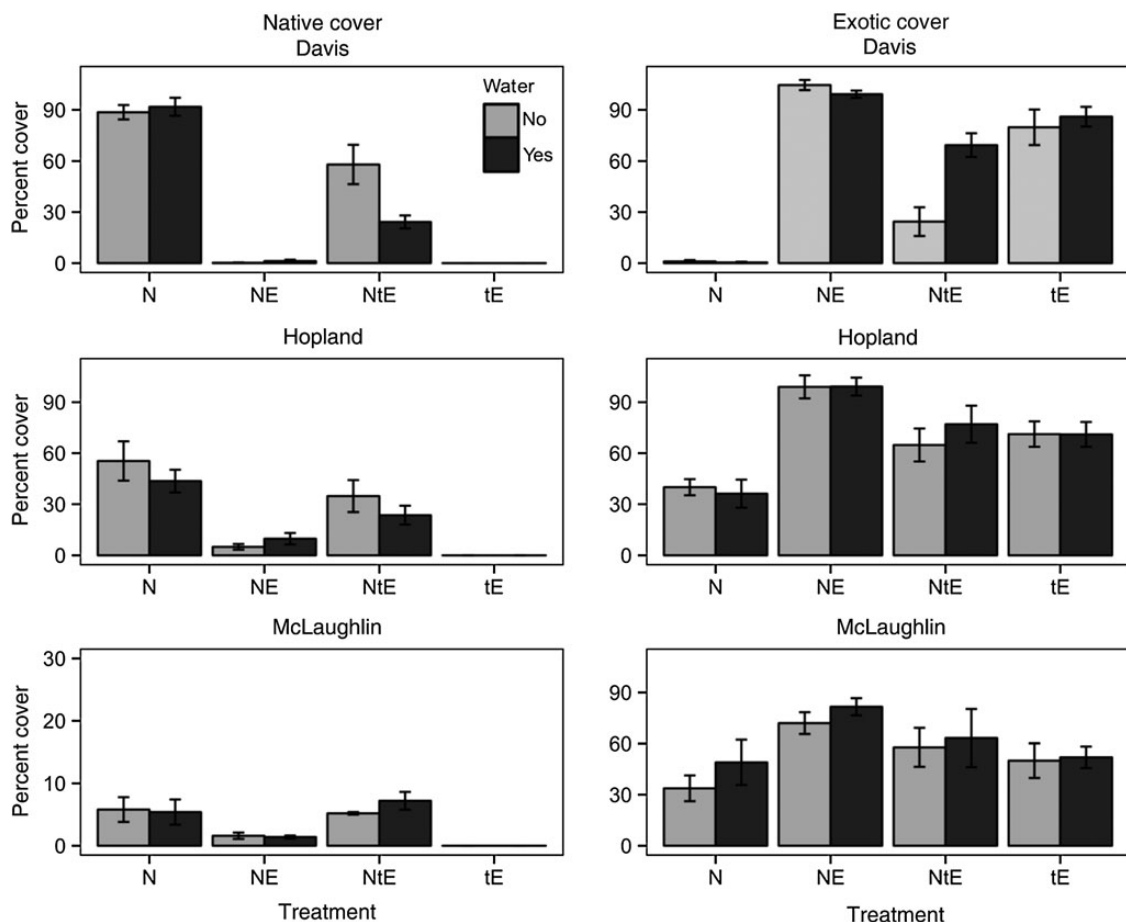 Native cover
Davis
Percent cover
90
60
30
0
Water
No
Yes
N NE NtE tE
Exotic cover
Davis
90
60
30
0
N NE NtE tE
Hopland
Percent cover
90
60
30
0
N NE NtE tE
Hopland
90
60
30
0
N NE NtE tE
McLaughlin
Percent cover
30
20
10
0
N NE NtE tE
Treatment
McLaughlin
90
60
30
0
N NE NtE tE
Treatment